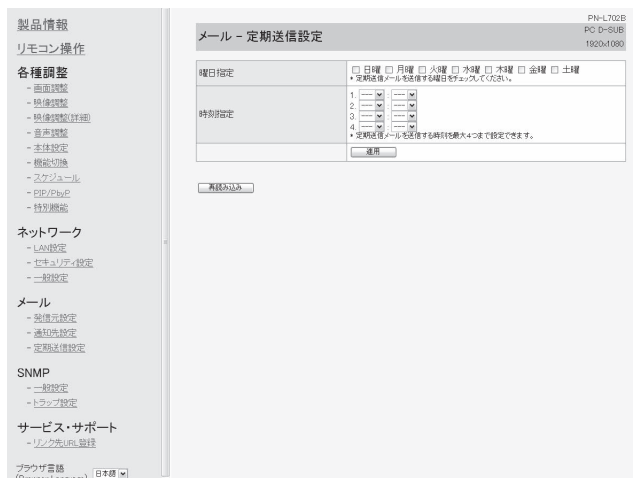 製品情報
リモコン操作
各種調整
- 画面調整
- 映像調整
- 映像調整(詳細)
- 音声調整
- 本体設定
- 機能切換
- スケジュール
- PIP/PbyP
- 特別機能
ネットワーク
- LAN設定
- セキュリティ設定
- 一般設定
メール
- 発信元設定
- 通知先設定
- 定期送信設定
SNMP
- 一般設定
- トラップ設定
サービス・サポート
- リンク先URL登録
ブラウザ言語
(Browser Language) 日本語
PN-L702B
メール - 定期送信設定
PC D-SUB
1920x1080
曜日指定
日曜 月曜 火曜 水曜 木曜 金曜 土曜
* 定期送信メールを送信する曜日をチェックしてください。
時刻指定
1. --- : ---
2. --- : ---
3. --- : ---
4. --- : ---
* 定期送信メールを送信する時刻を最大4つまで設定できます。
適用
再読み込み